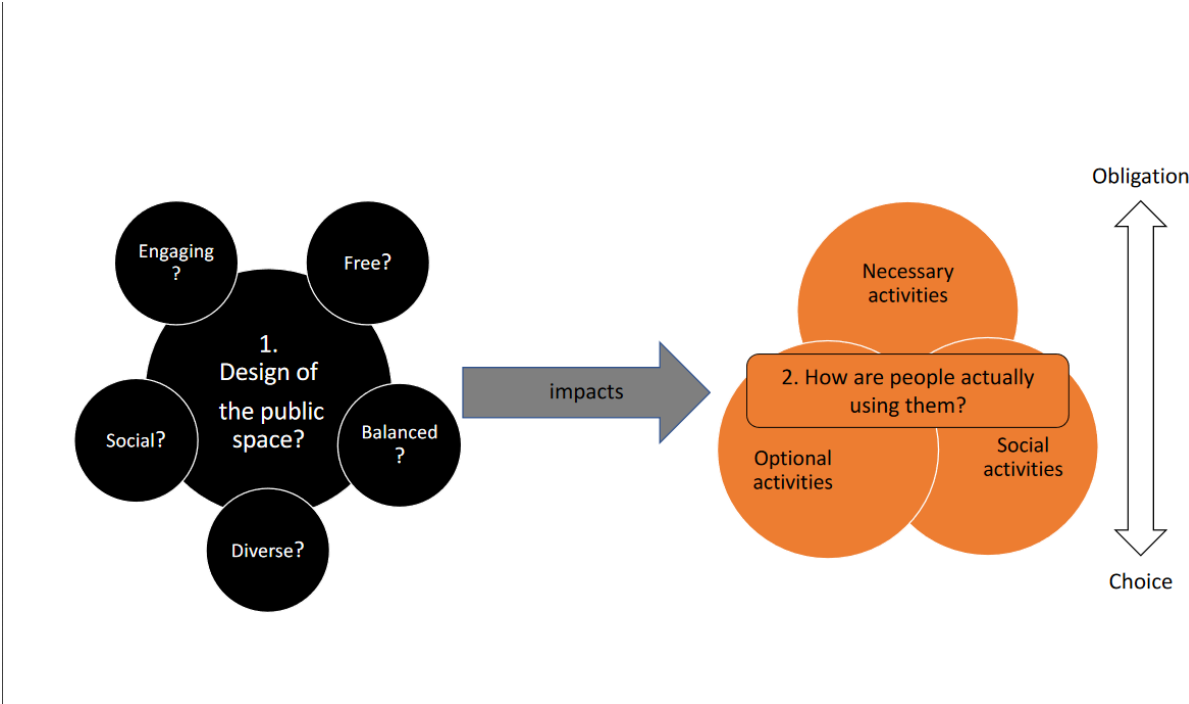 Engaging
?
Free?
1.
Design of
the public
space?
Social?
Balanced
?
Diverse?
impacts
Necessary
activities
2. How are people actually
using them?
Optional
activities
Social
activities
Obligation
Choice